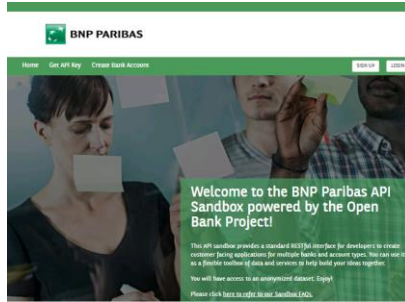 BNP PARIBAS
Home Get API Key Create Bank Account
SIGN UP LOGIN
Welcome to the BNP Paribas API
Sandbox powered by the Open
Bank Project!
This API sandbox provides a standard RESTful interface for developers to create
customer facing applications for multiple banks and account types. You can use it
as a flexible toolbox of data and services to help build your ideas together.
You will have access to an anonymized dataset. Enjoy!
Please click here to refer to our Sandbox FAQs.